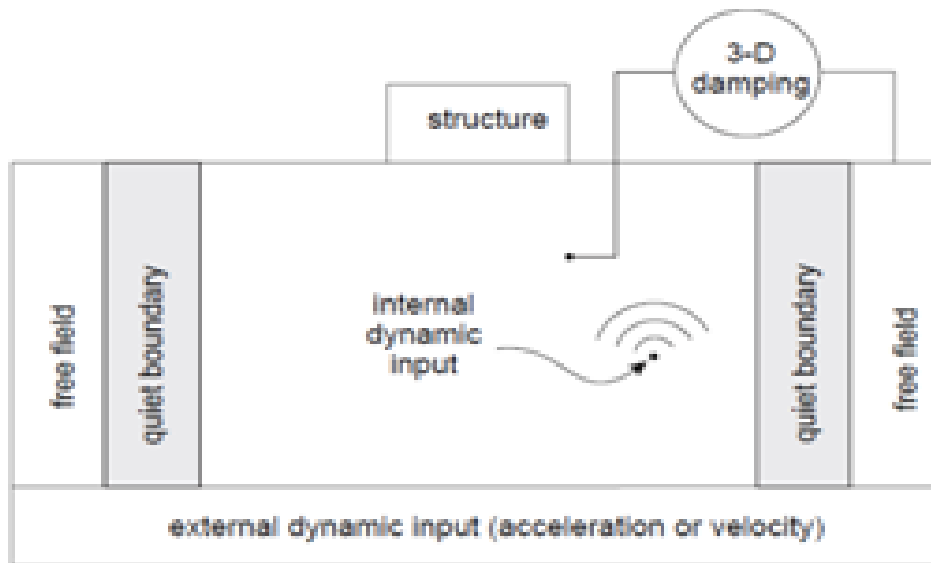 3-D
damping
structure
free field
quiet boundary
internal
dynamic
input
quiet boundary
free field
external dynamic input (acceleration or velocity)